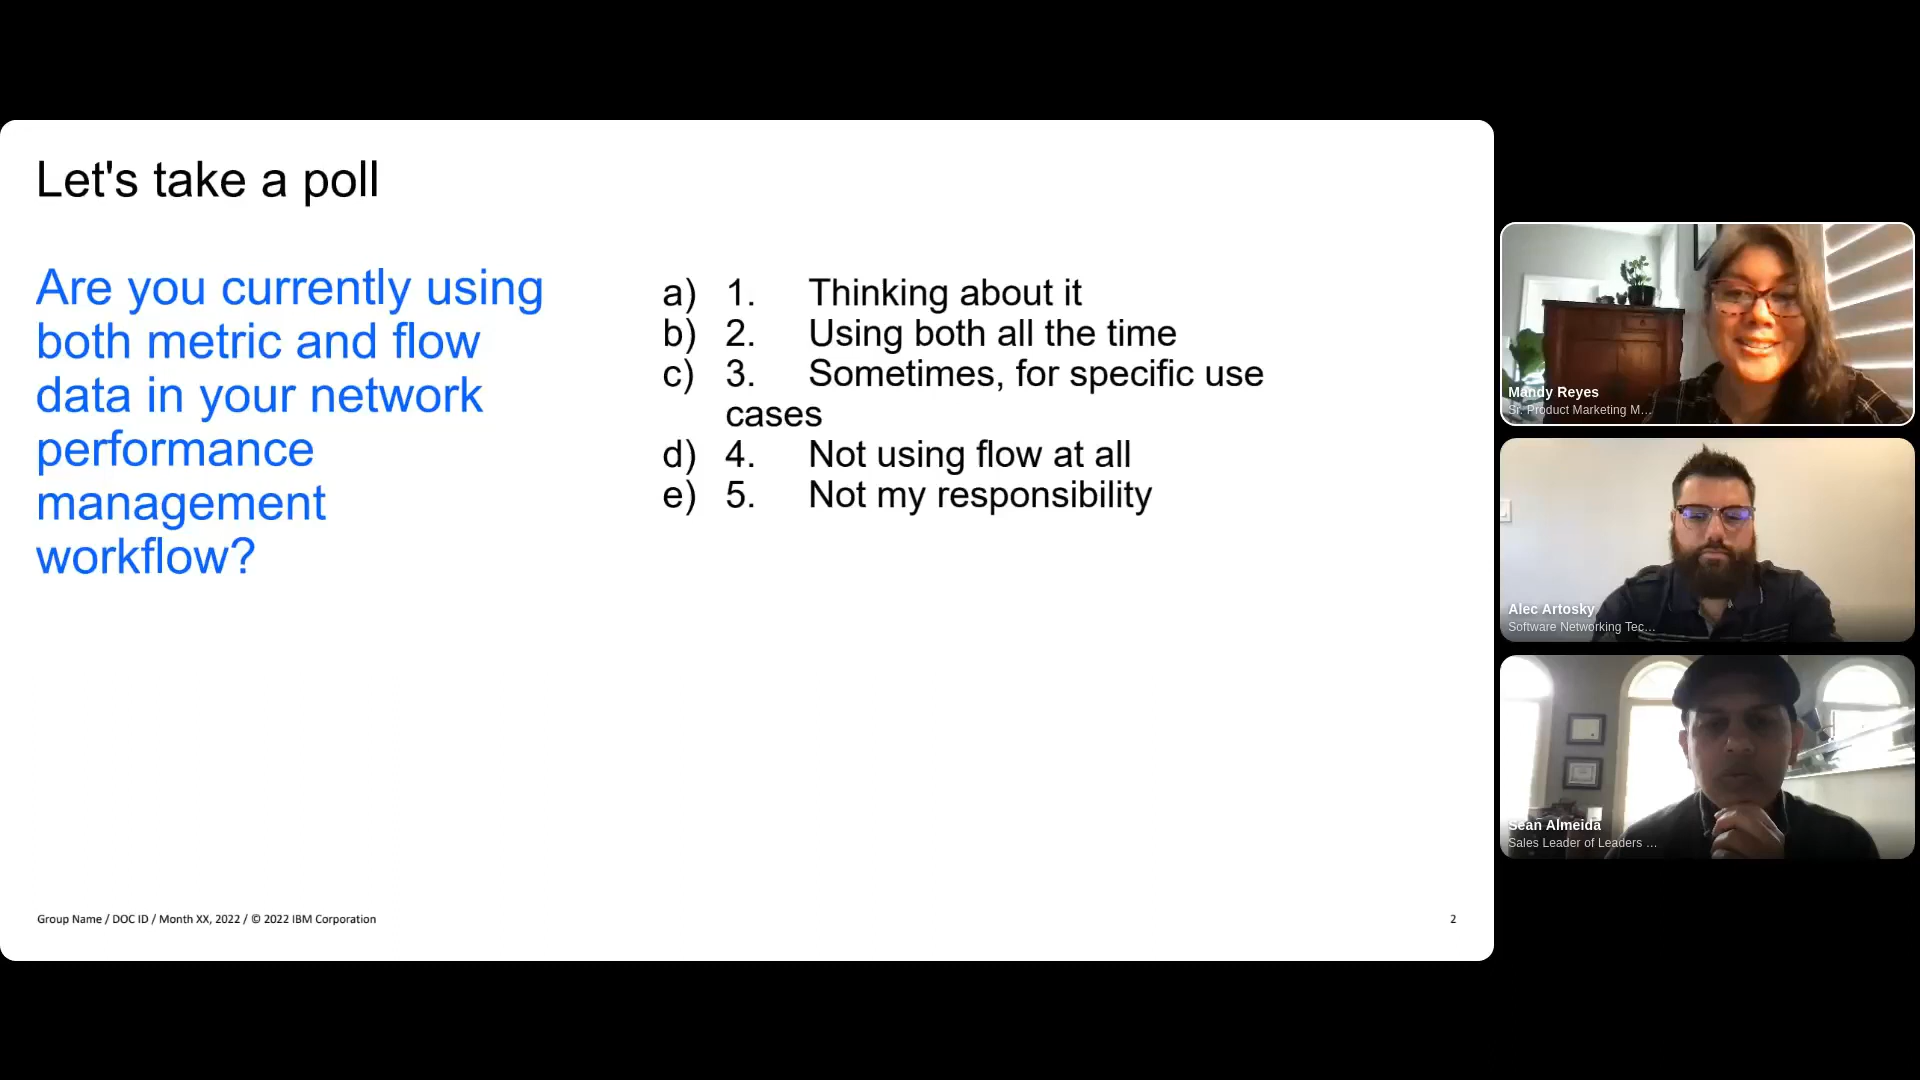 Let's take a poll
Are you currently using
both metric and flow
data in your network
performance
management
workflow?
a) 1. Thinking about it
b) 2. Using both all the time
c) 3. Sometimes, for specific use
cases
d) 4. Not using flow at all
e) 5. Not my responsibility
Group Name / DOC ID / Month XX, 2022 / © 2022 IBM Corporation
2
Mandy Reyes
Sr. Product Marketing M...
Alec Artosky
Software Networking Tec...
Sean Almeida
Sales Leader of Leaders ...